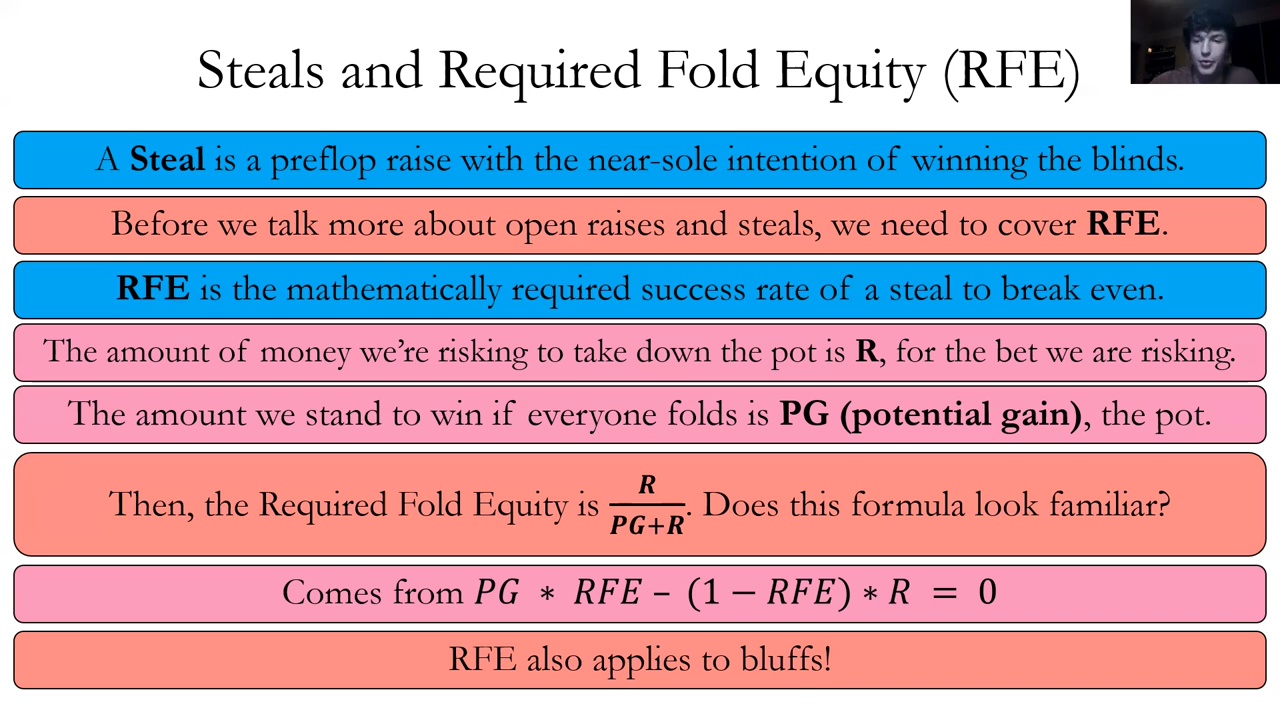 Steals and Required Fold Equity (RFE)
A Steal is a preflop raise with the near-sole intention of winning the blinds.
Before we talk more about open raises and steals, we need to cover RFE.
RFE is the mathematically required success rate of a steal to break even.
The amount of money we’re risking to take down the pot is R, for the bet we are risking.
The amount we stand to win if everyone folds is PG (potential gain), the pot.
Then, the Required Fold Equity is R/(PG+R). Does this formula look familiar?
Comes from PG * RFE – (1 − RFE) * R = 0
RFE also applies to bluffs!